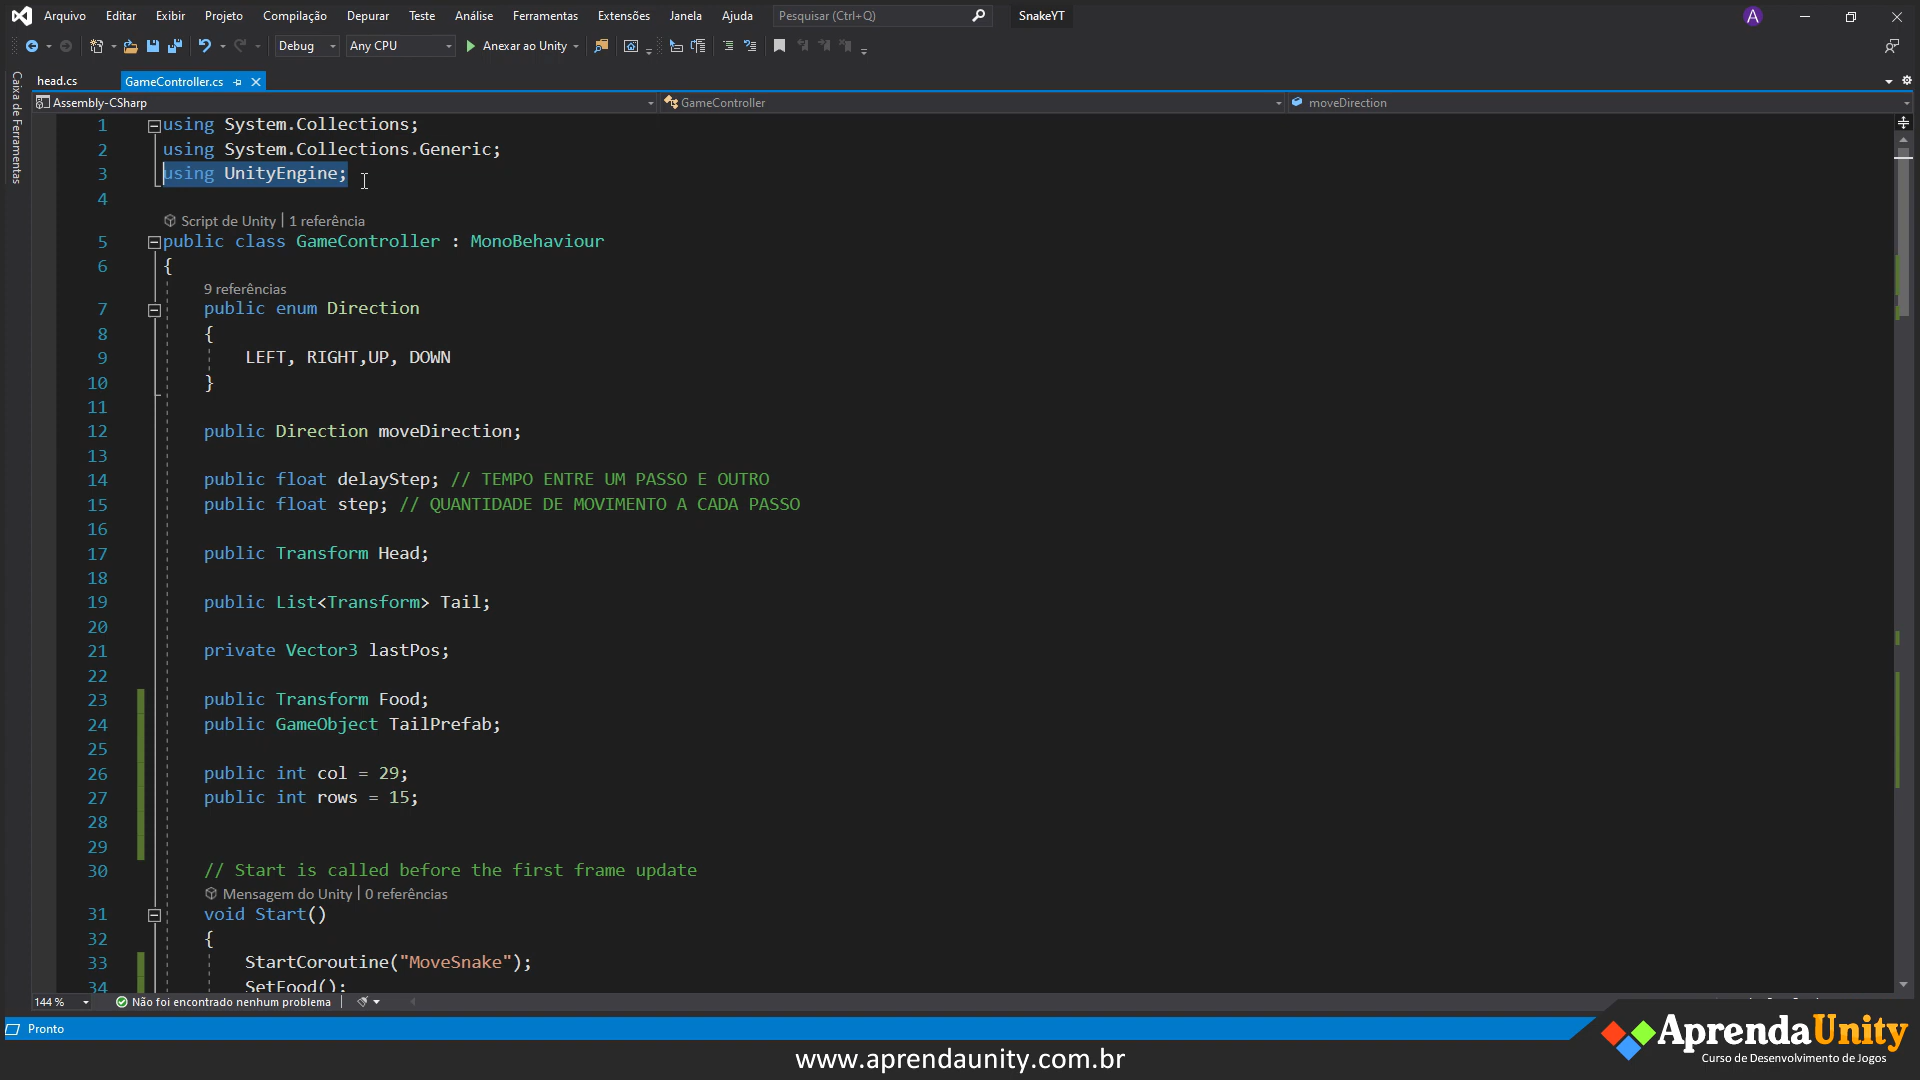 Arquivo Editar Exibir Projeto Compilação Depurar Teste Análise Ferramentas Extensões Janela Ajuda Pesquisar (Ctrl+Q) SnakeYT A
Debug Any CPU Anexar ao Unity
Caixa de Ferramentas
head.cs GameController.cs
Assembly-CSharp GameController moveDirection
1 using System.Collections;
2 using System.Collections.Generic;
3 using UnityEngine;
4
Script de Unity | 1 referência
5 public class GameController : MonoBehaviour
6 {
9 referências
7 public enum Direction
8 {
9 LEFT, RIGHT,UP, DOWN
10 }
11
12 public Direction moveDirection;
13
14 public float delayStep; // TEMPO ENTRE UM PASSO E OUTRO
15 public float step; // QUANTIDADE DE MOVIMENTO A CADA PASSO
16
17 public Transform Head;
18
19 public List<Transform> Tail;
20
21 private Vector3 lastPos;
22
23 public Transform Food;
24 public GameObject TailPrefab;
25
26 public int col = 29;
27 public int rows = 15;
28
29
30 // Start is called before the first frame update
Mensagem do Unity | 0 referências
31 void Start()
32 {
33 StartCoroutine("MoveSnake");
34 SetFood();
144 % Não foi encontrado nenhum problema
Pronto
AprendaUnity
Curso de Desenvolvimento de Jogos
www.aprendaunity.com.br